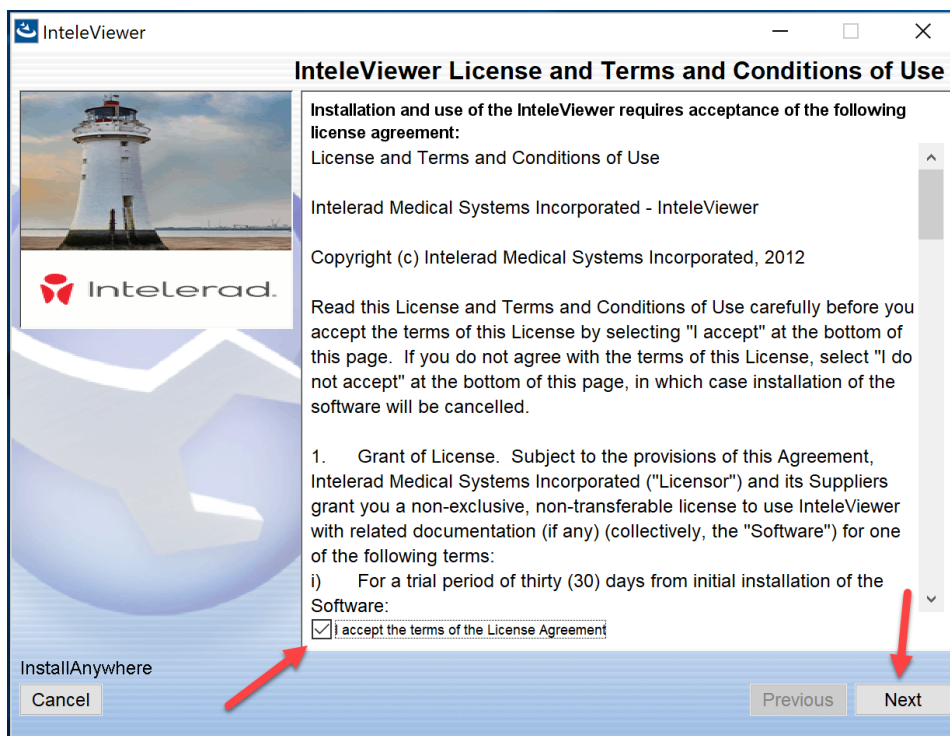 InteleViewer
InteleViewer License and Terms and Conditions of Use
Intelerad.
Installation and use of the InteleViewer requires acceptance of the following
license agreement:
License and Terms and Conditions of Use
Intelerad Medical Systems Incorporated - InteleViewer
Copyright (c) Intelerad Medical Systems Incorporated, 2012
Read this License and Terms and Conditions of Use carefully before you
accept the terms of this License by selecting "I accept" at the bottom of
this page.  If you do not agree with the terms of this License, select "I do
not accept" at the bottom of this page, in which case installation of the
software will be cancelled.
1.      Grant of License.  Subject to the provisions of this Agreement,
Intelerad Medical Systems Incorporated ("Licensor") and its Suppliers
grant you a non-exclusive, non-transferable license to use InteleViewer
with related documentation (if any) (collectively, the "Software") for one
of the following terms:
i)      For a trial period of thirty (30) days from initial installation of the
Software:
I accept the terms of the License Agreement
InstallAnywhere
Cancel
Previous
Next